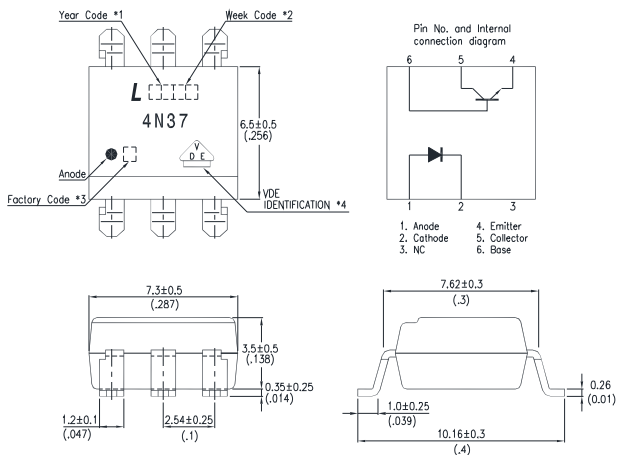 Year Code *1
Week Code *2
L
4N37
V
D E
Anode
Factory Code *3
VDE
IDENTIFICATION *4
6.5±0.5
(.256)
Pin No. and Internal
connection diagram
6 5 4
1 2 3
1. Anode 4. Emitter
2. Cathode 5. Collector
3. NC 6. Base
7.3±0.5
(.287)
3.5±0.5
(.138)
0.35±0.25
(.014)
1.2±0.1
(.047)
2.54±0.25
(.1)
7.62±0.3
(.3)
0.26
(0.01)
1.0±0.25
(.039)
10.16±0.3
(.4)